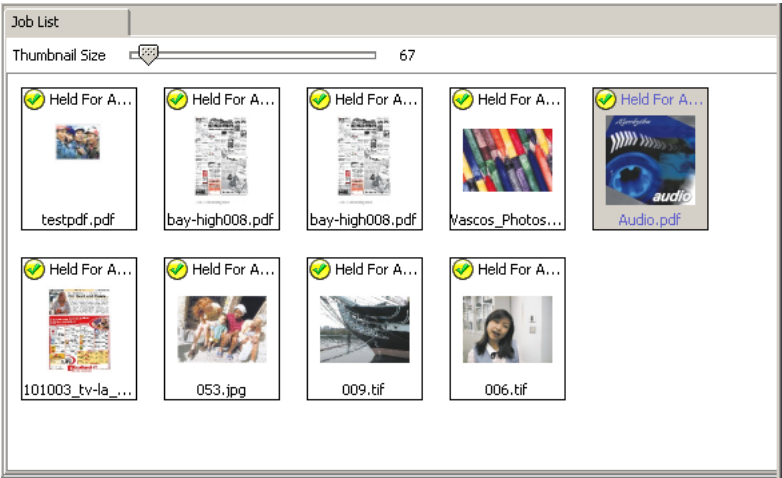 Job List
Thumbnail Size
67
Held For A...
Held For A...
Held For A...
Held For A...
Held For A...
audio
testpdf.pdf
bay-high008.pdf
bay-high008.pdf
Vascos_Photos...
Audio.pdf
Held For A...
Held For A...
Held For A...
Held For A...
101003_tv-la_...
053.jpg
009.tif
006.tif